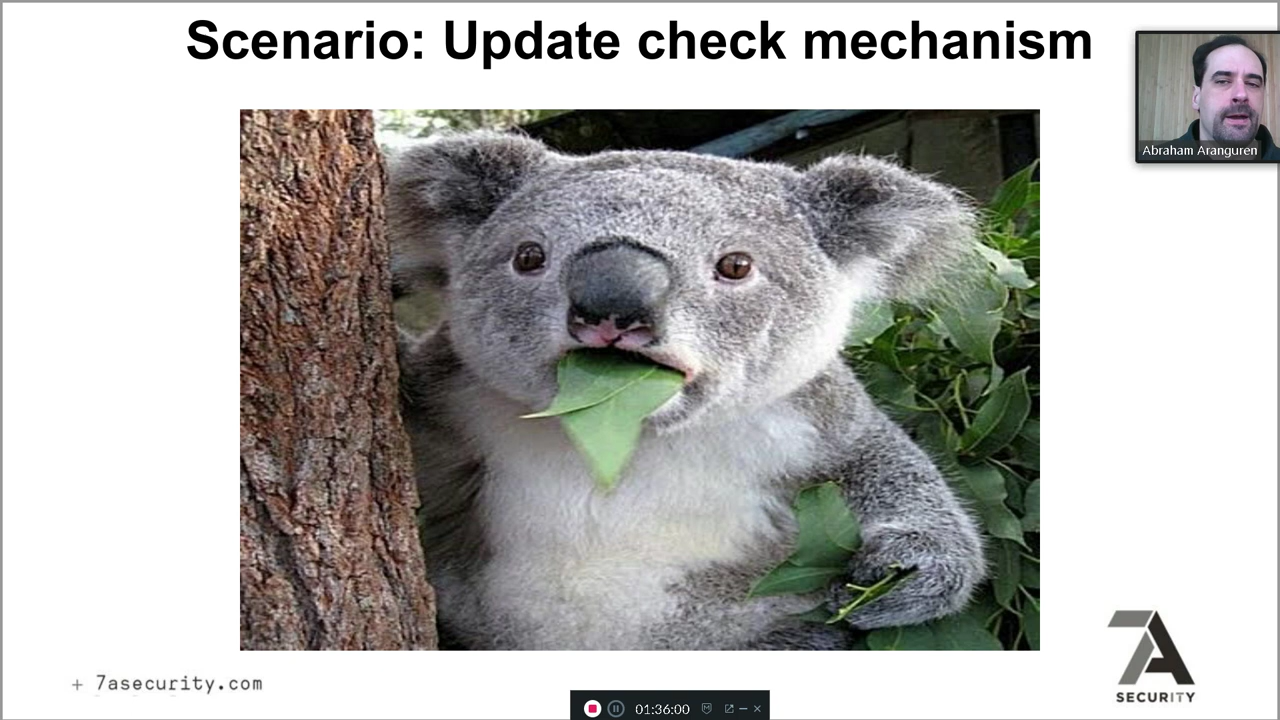 Scenario: Update check mechanism
Abraham Aranguren
+ 7asecurity.com
7A
SECURITY
01:36:00